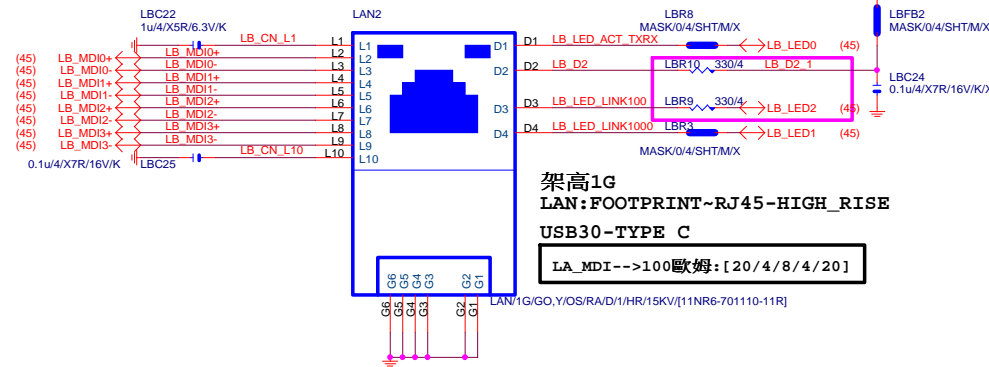 LBC22
1u/4/X5R/6.3V/K
LAN2
LBR8
MASK/0/4/SHT/M/X
LBFB2
MASK/0/4/SHT/M/X
LB_CN_L1 L1 L1 D1 D1 LB_LED_ACT_TXRX LB_LED0 (45)
(45) LB_MDI0+ LB_MDI0+ L2 L2
(45) LB_MDI0- LB_MDI0- L3 L3 D2 D2 LB_D2 LBR10 330/4 LB_D2_1
(45) LB_MDI1+ LB_MDI1+ L4 L4
(45) LB_MDI1- LB_MDI1- L5 L5
LBC24
0.1u/4/X7R/16V/K/X
(45) LB_MDI2+ LB_MDI2+ L6 L6 D3 D3 LB_LED_LINK100 LBR9 330/4 LB_LED2 (45)
(45) LB_MDI2- LB_MDI2- L7 L7
(45) LB_MDI3+ LB_MDI3+ L8 L8 D4 D4 LB_LED_LINK1000 LBR3 LB_LED1 (45)
(45) LB_MDI3- LB_MDI3- L9 L9
LB_CN_L10 L10 L10
MASK/0/4/SHT/M/X
0.1u/4/X7R/16V/K LBC25
架高1G
LAN:FOOTPRINT~RJ45-HIGH_RISE
USB30-TYPE C
LA_MDI-->100歐姆:[20/4/8/4/20]
G6 G5 G4 G3 G2 G1
LAN/1G/GO,Y/OS/RA/D/1/HR/15KV/[11NR6-701110-11R]
G6 G5 G4 G3 G2 G1